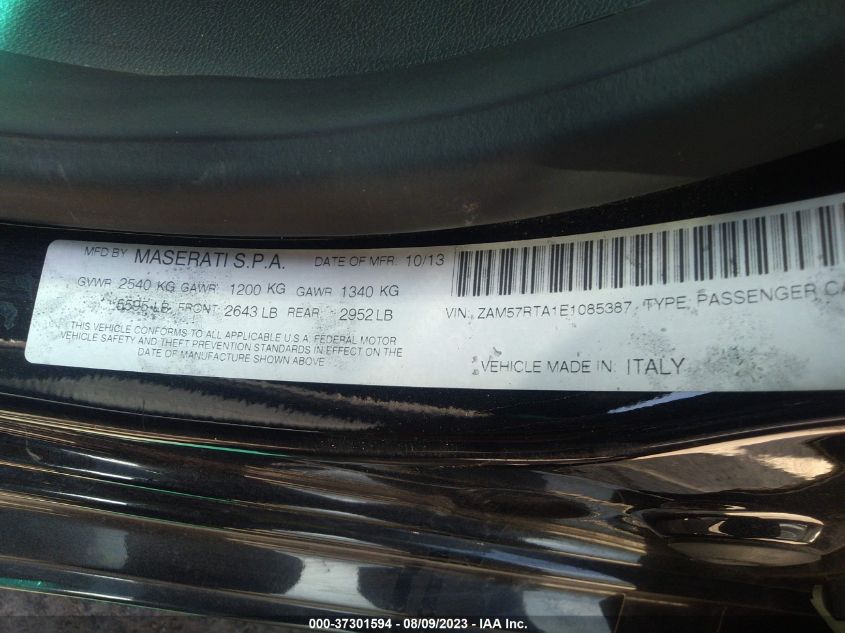 MFD BY MASERATI S.P.A. DATE OF MFR. 10/13
GVWR 2540 KG GAWR 1200 KG GAWR 1340 KG
6595 LB FRONT 2643 LB REAR 2952 LB
THIS VEHICLE CONFORMS TO ALL APPLICABLE U.S.A. FEDERAL MOTOR
VEHICLE SAFETY AND THEFT PREVENTION STANDARDS IN EFFECT ON THE
DATE OF MANUFACTURE SHOWN ABOVE
VIN. ZAM57RTA1E1085387 TYPE. PASSENGER CA
VEHICLE MADE IN: ITALY
000-37301594 - 08/09/2023 - © IAA, Inc.